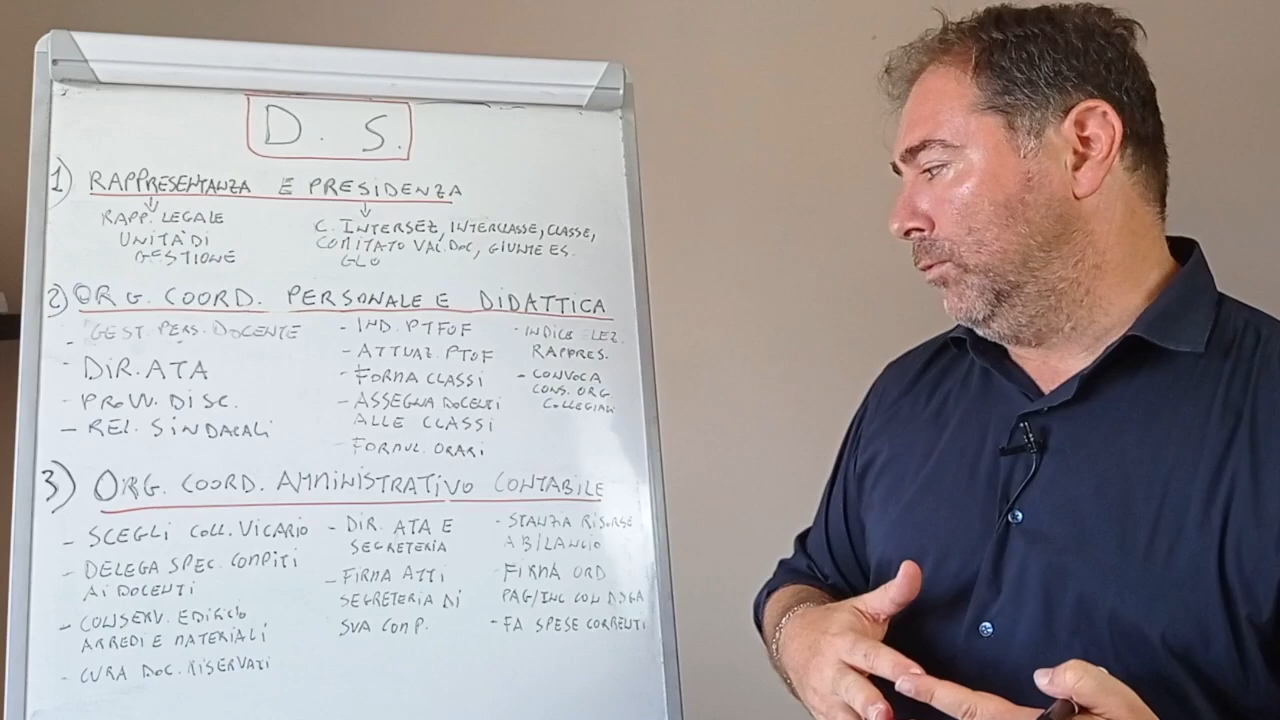 D. S.
1) RAPPRESENTANZA E PRESIDENZA
RAPP. LEGALE
UNITÀ DI
GESTIONE
C. INTERSEZ, INTERCLASSE, CLASSE,
COMITATO VAL. DOC, GIUNTE ES.
GLO
2) ORG. COORD. PERSONALE E DIDATTICA
- GEST. PERS. DOCENTE
- DIR. ATA
- PROVV. DISC.
- REL. SINDACALI
- IND. PTFOF
- ATTUAZ. PTOF
- FORMA CLASSI
- ASSEGNA DOCENTI
ALLE CLASSI
- FORMUL. ORARI
- INDICE ELEZ.
RAPPRES.
- CONVOCA
CONS. ORG.
COLLEGIALI
3) ORG. COORD. AMMINISTRATIVO CONTABILE
- SCEGLI COLL. VICARIO
- DELEGA SPEC. COMPITI
AI DOCENTI
- CONSERV. EDIFICIO
ARREDI E MATERIALI
- CURA DOC. RISERVATI
- DIR. ATA E
SEGRETERIA
- FIRMA ATTI
SEGRETERIA DI
SUA COMP.
- STANZIA RISORSE
A BILANCIO
- FIRMA ORD
PAG/INC CON DSGA
- FA SPESE CORRENTI